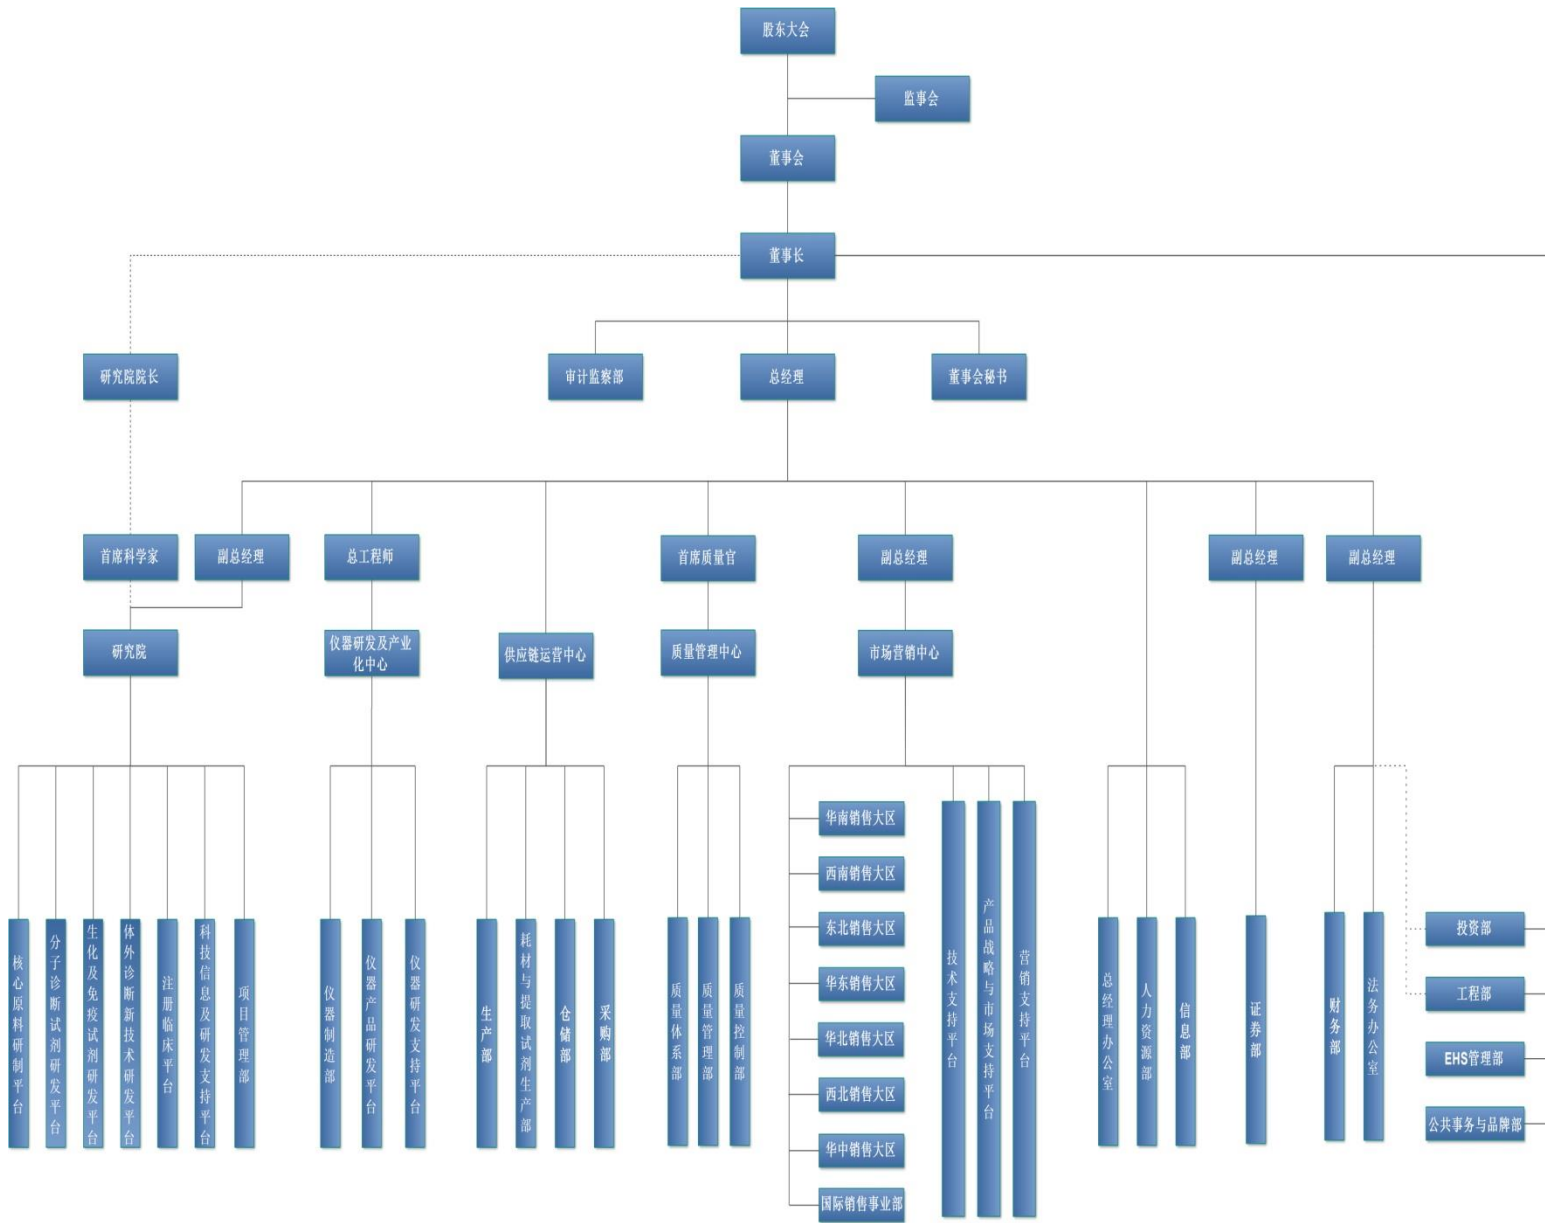 股东大会
监事会
董事会
董事长
研究院院长
审计监察部
总经理
董事会秘书
首席科学家
副总经理
总工程师
首席质量官
副总经理
副总经理
副总经理
研究院
仪器研发及产业
化中心
供应链运营中心
质量管理中心
市场营销中心
核心原料研制平台
分子诊断试剂研发平台
生化及免疫试剂研发平台
体外诊断新技术研发平台
注册临床平台
科技信息及研发支持平台
项目管理部
仪器制造部
仪器产品研发平台
仪器研发支持平台
生产部
耗材与提取试剂生产部
仓储部
采购部
质量体系部
质量管理部
质量控制部
华南销售大区
西南销售大区
东北销售大区
华东销售大区
华北销售大区
西北销售大区
华中销售大区
国际销售事业部
技术支持平台
产品战略与市场支持平台
营销支持平台
总经理办公室
人力资源部
信息部
证券部
财务部
法务办公室
投资部
工程部
EHS管理部
公共事务与品牌部